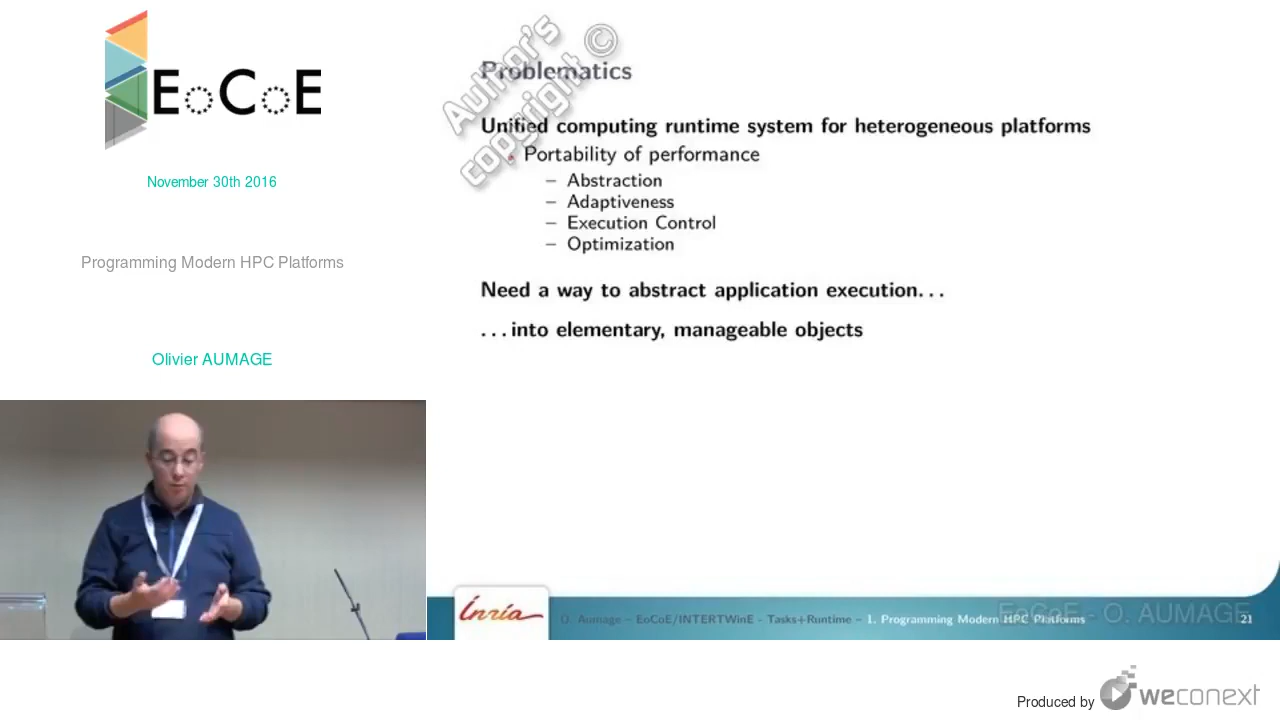 EoCoE
November 30th 2016
Programming Modern HPC Platforms
Olivier AUMAGE
Author's
copyright ©
Problematics
Unified computing runtime system for heterogeneous platforms
Portability of performance
– Abstraction
– Adaptiveness
– Execution Control
– Optimization
Need a way to abstract application execution. . .
. . . into elementary, manageable objects
Inria
O. Aumage – EoCoE/INTERTWinE – Tasks+Runtime – 1. Programming Modern HPC Platforms
EoCoE - O. AUMAGE
21
Produced by weconext